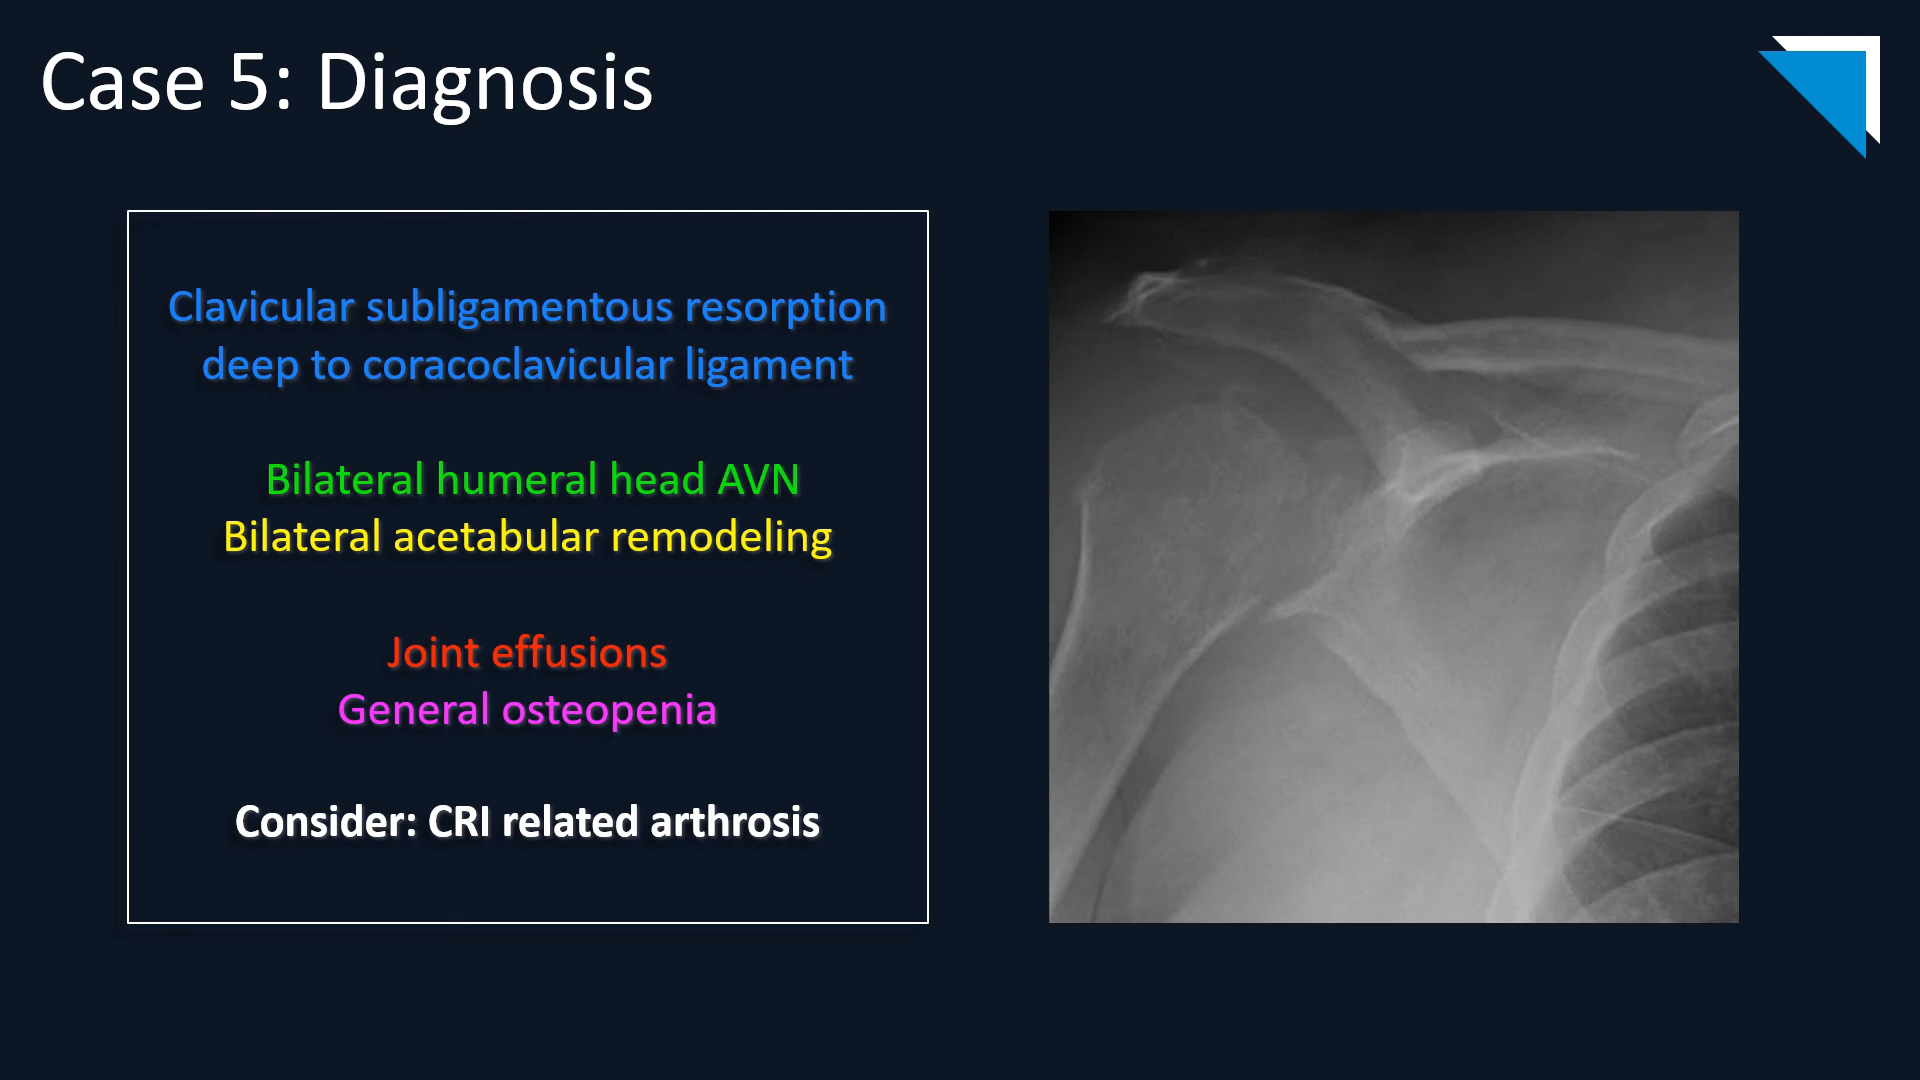 Case 5: Diagnosis
Clavicular subligamentous resorption
deep to coracoclavicular ligament
Bilateral humeral head AVN
Bilateral acetabular remodeling
Joint effusions
General osteopenia
Consider: CRI related arthrosis